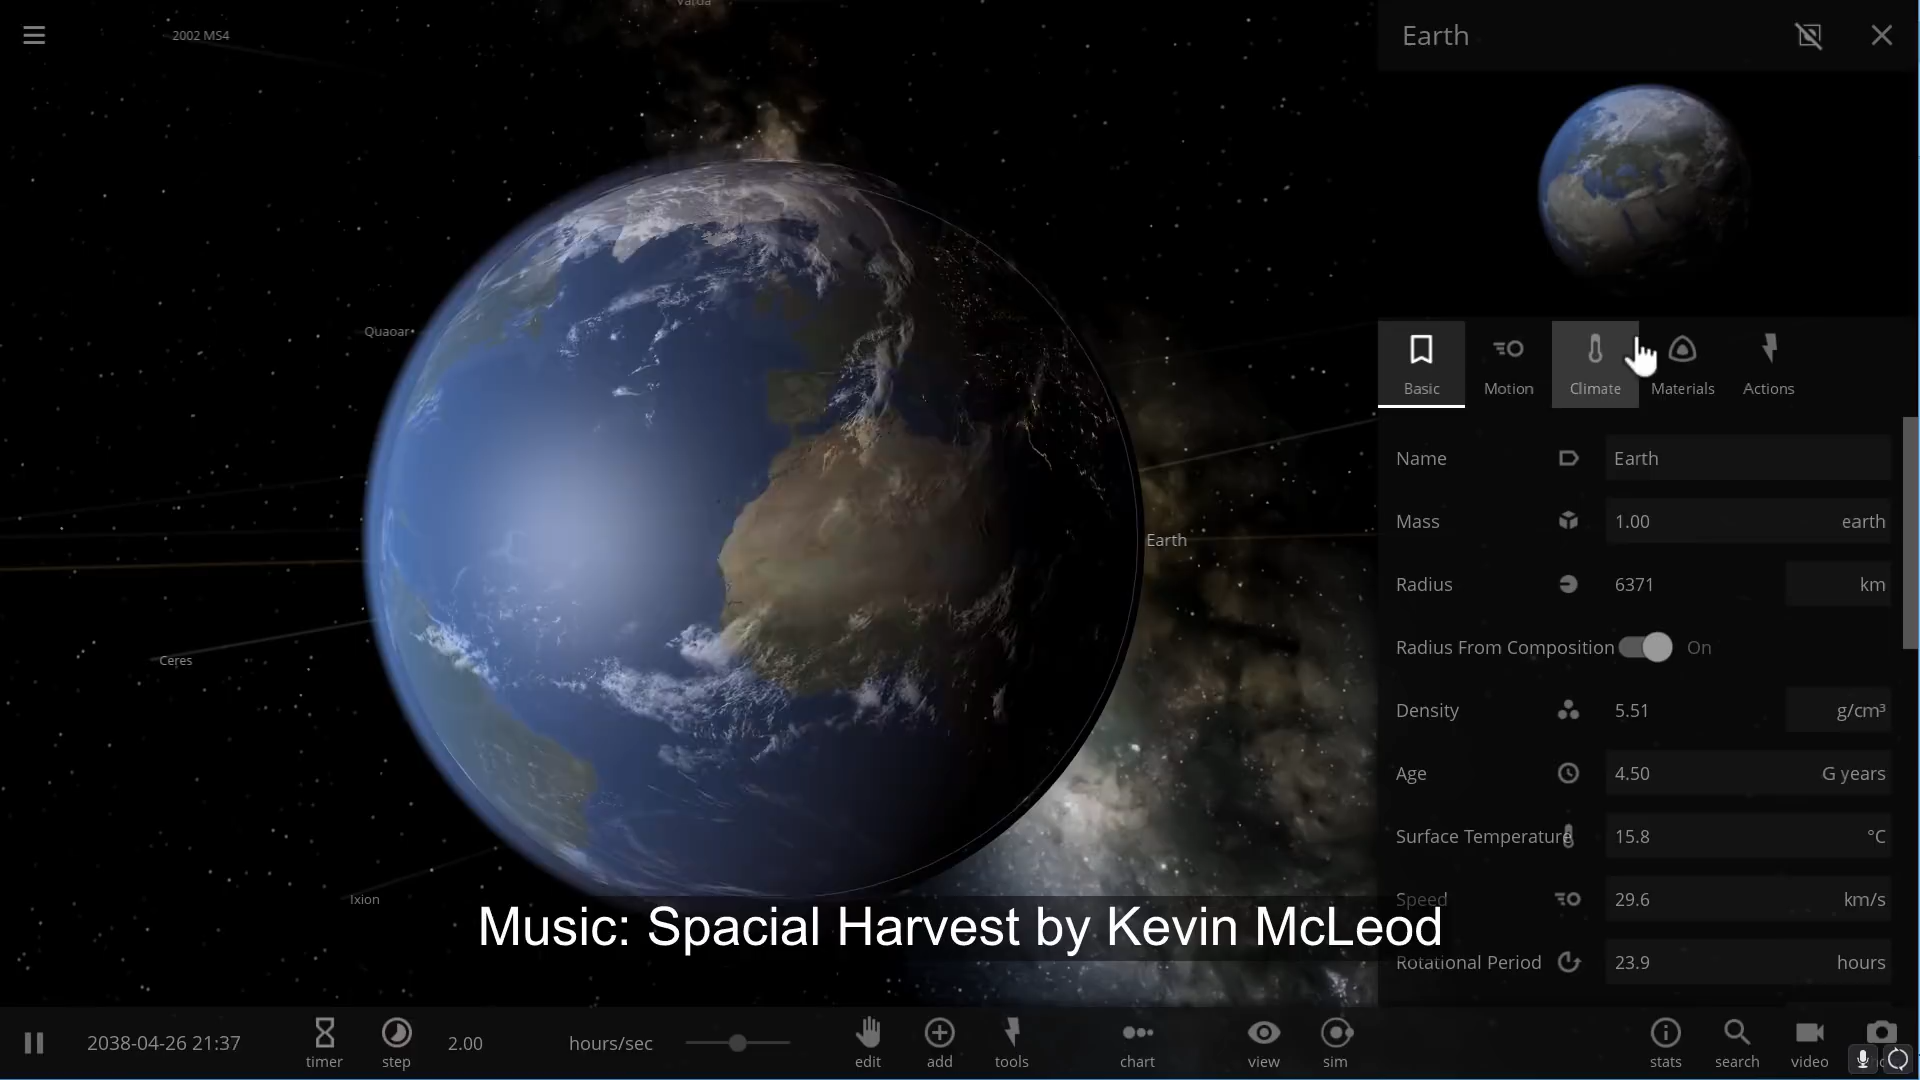 Varda
2002 MS4
Earth
Quaoar
Basic
Motion
Climate
Materials
Actions
Name
Earth
Mass
1.00
earth
Earth
Radius
6371
km
Radius From Composition
On
Ceres
Density
5.51
g/cm³
Age
4.50
G years
Surface Temperature
15.8
°C
Ixion
Speed
29.6
km/s
Music: Spacial Harvest by Kevin McLeod
Rotational Period
23.9
hours
2038-04-26 21:37
timer
step
2.00
hours/sec
edit
add
tools
chart
view
sim
stats
search
video